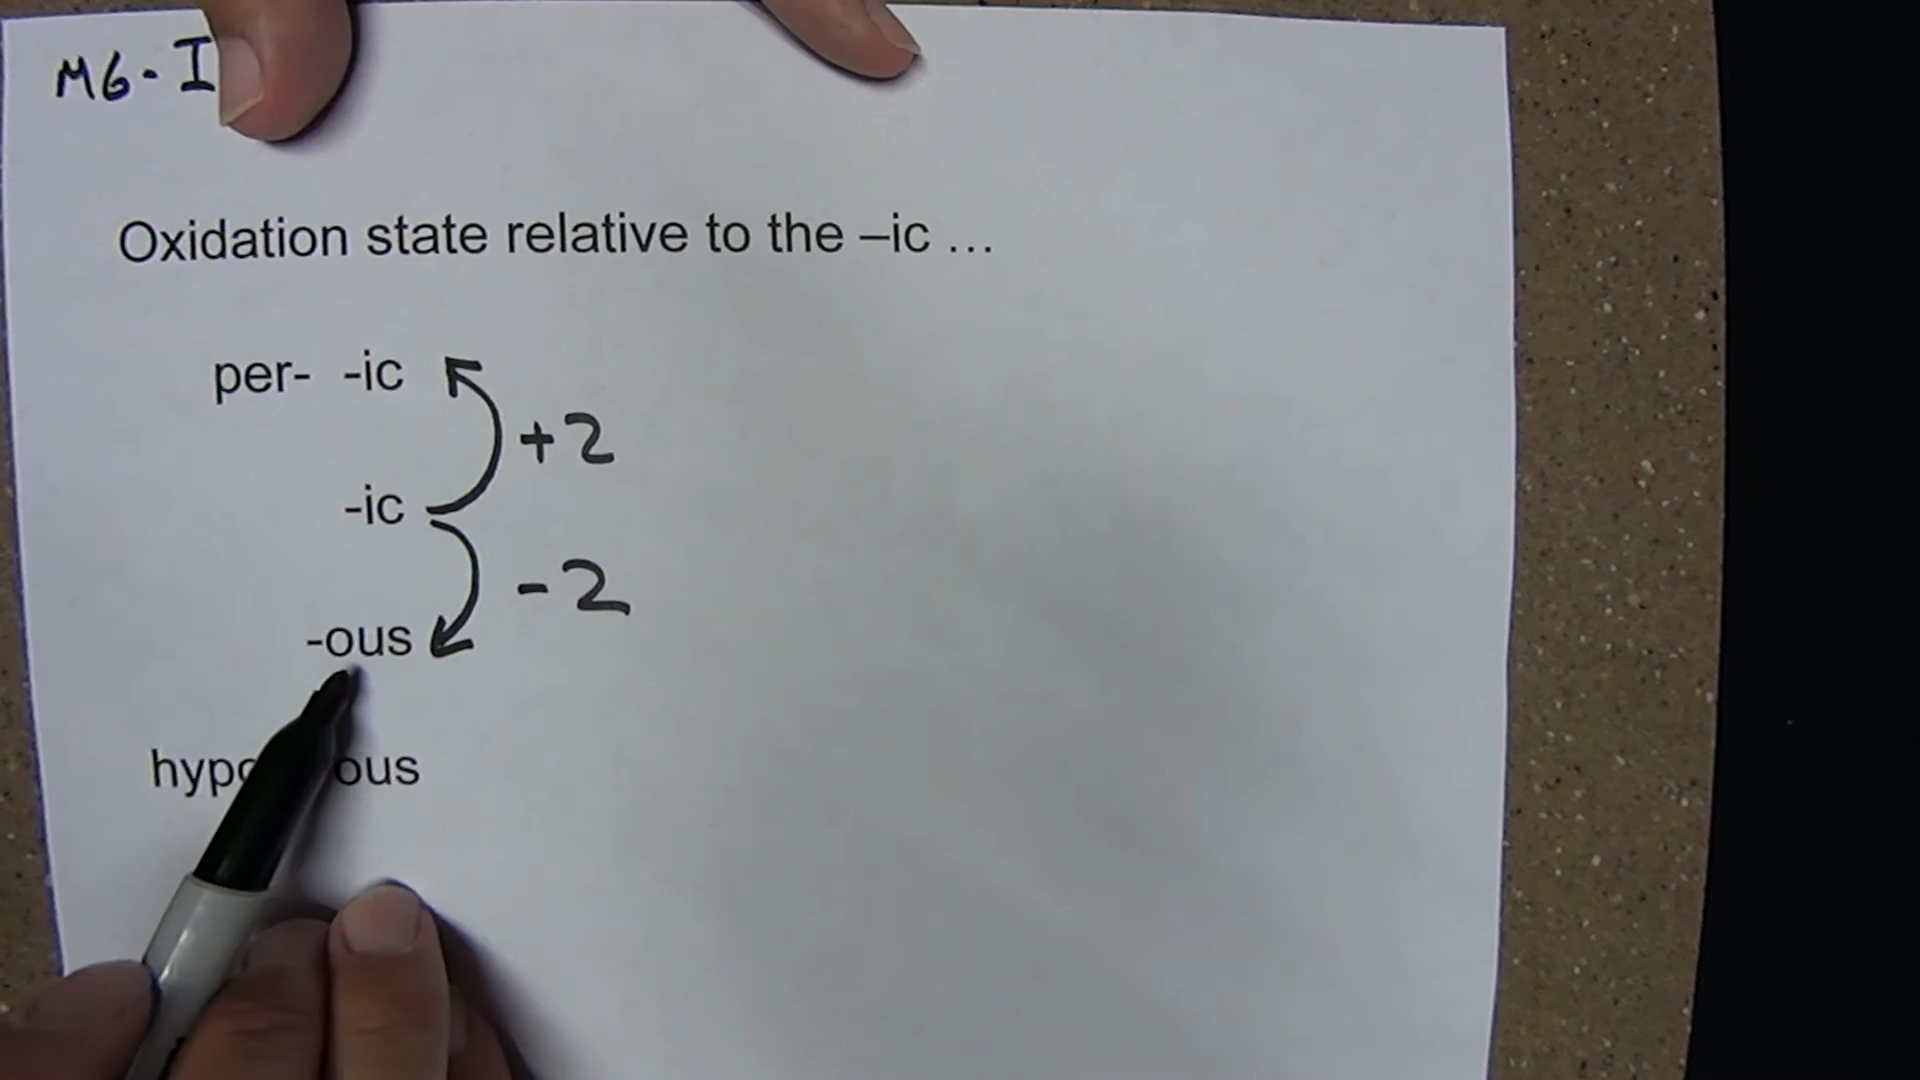 M6-I
Oxidation state relative to the –ic ...
per- -ic
+2
-ic
-2
-ous